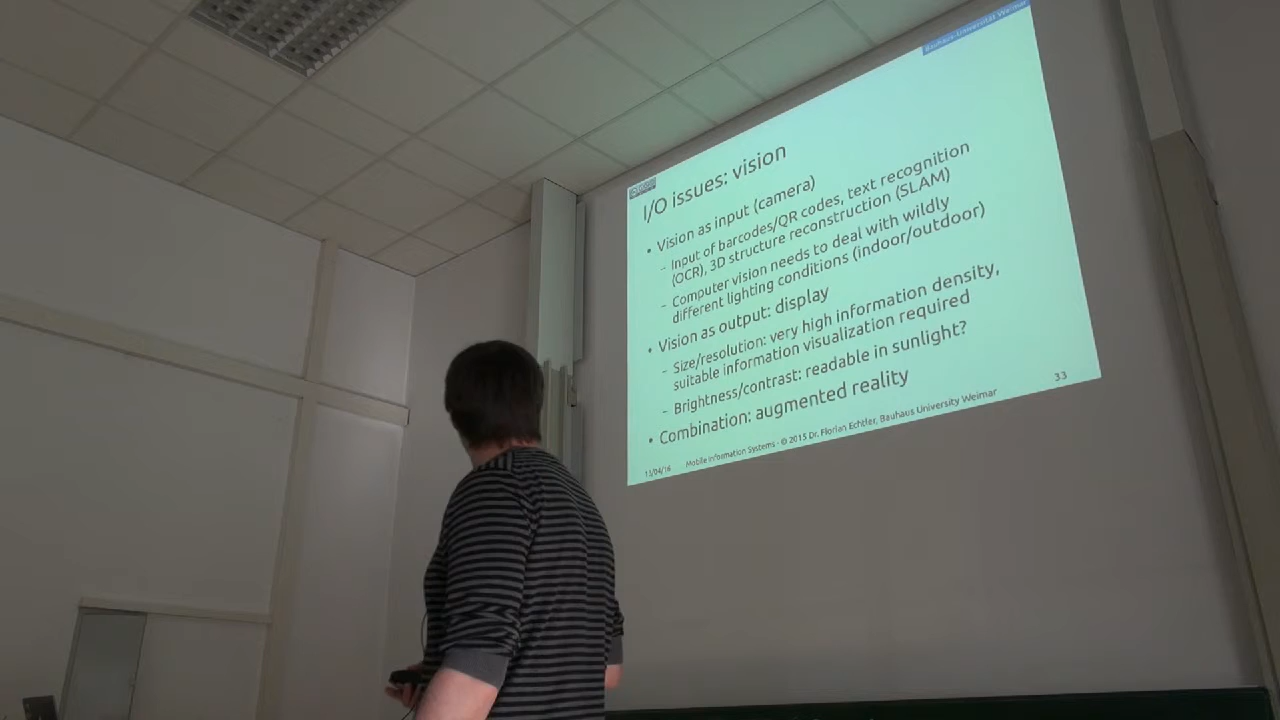 Bauhaus-Universität Weimar
I/O issues: vision
• Vision as input (camera)
– Input of barcodes/QR codes, text recognition
(OCR), 3D structure reconstruction (SLAM)
– Computer vision needs to deal with wildly
different lighting conditions (indoor/outdoor)
• Vision as output: display
– Size/resolution: very high information density,
suitable information visualization required
– Brightness/contrast: readable in sunlight?
• Combination: augmented reality
33
Mobile Information Systems - © 2015 Dr. Florian Echtler, Bauhaus University Weimar